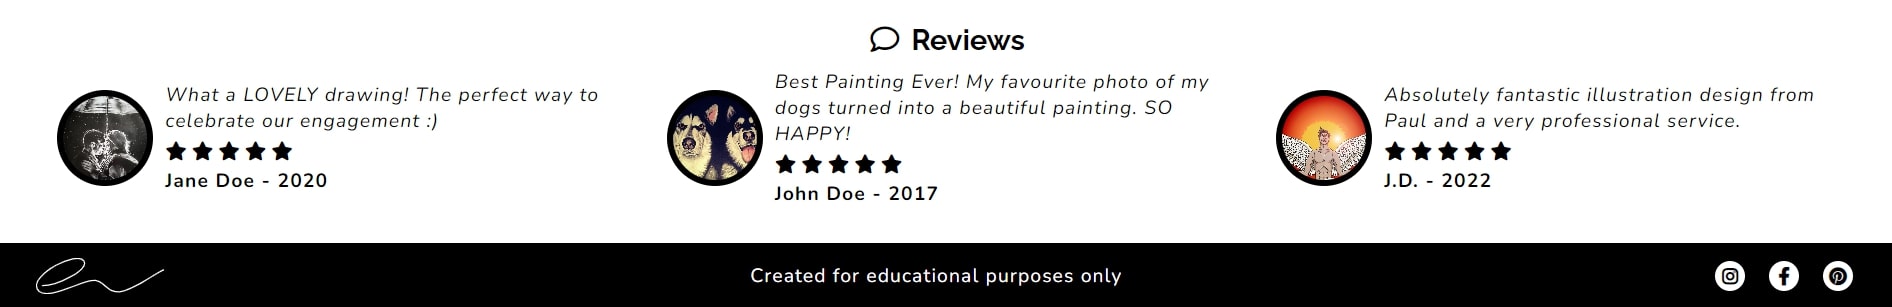 Reviews
What a LOVELY drawing! The perfect way to
celebrate our engagement :)
Jane Doe - 2020
Best Painting Ever! My favourite photo of my
dogs turned into a beautiful painting. SO
HAPPY!
John Doe - 2017
Absolutely fantastic illustration design from
Paul and a very professional service.
J.D. - 2022
Created for educational purposes only